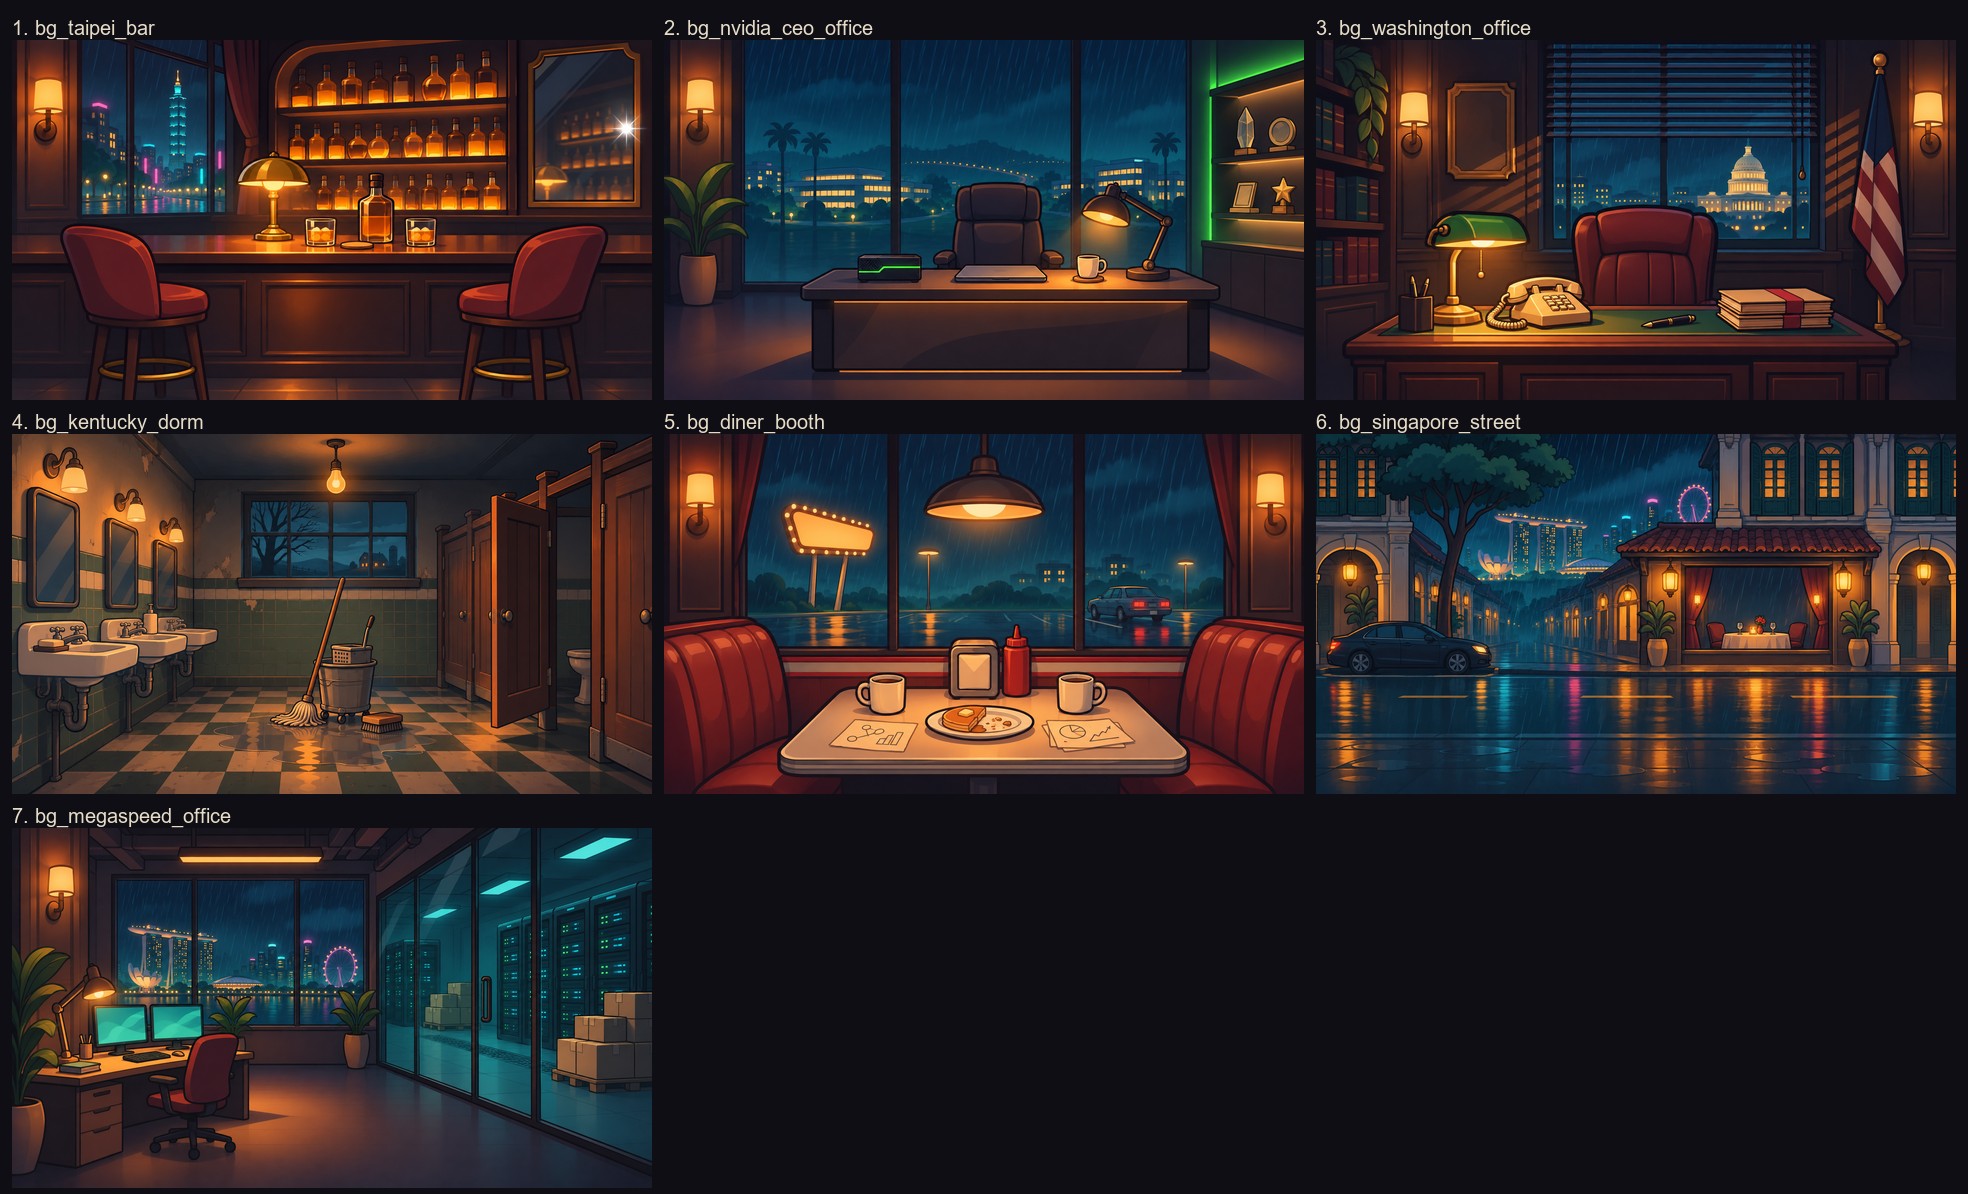 1. bg_taipei_bar
2. bg_nvidia_ceo_office
3. bg_washington_office
4. bg_kentucky_dorm
5. bg_diner_booth
6. bg_singapore_street
7. bg_megaspeed_office